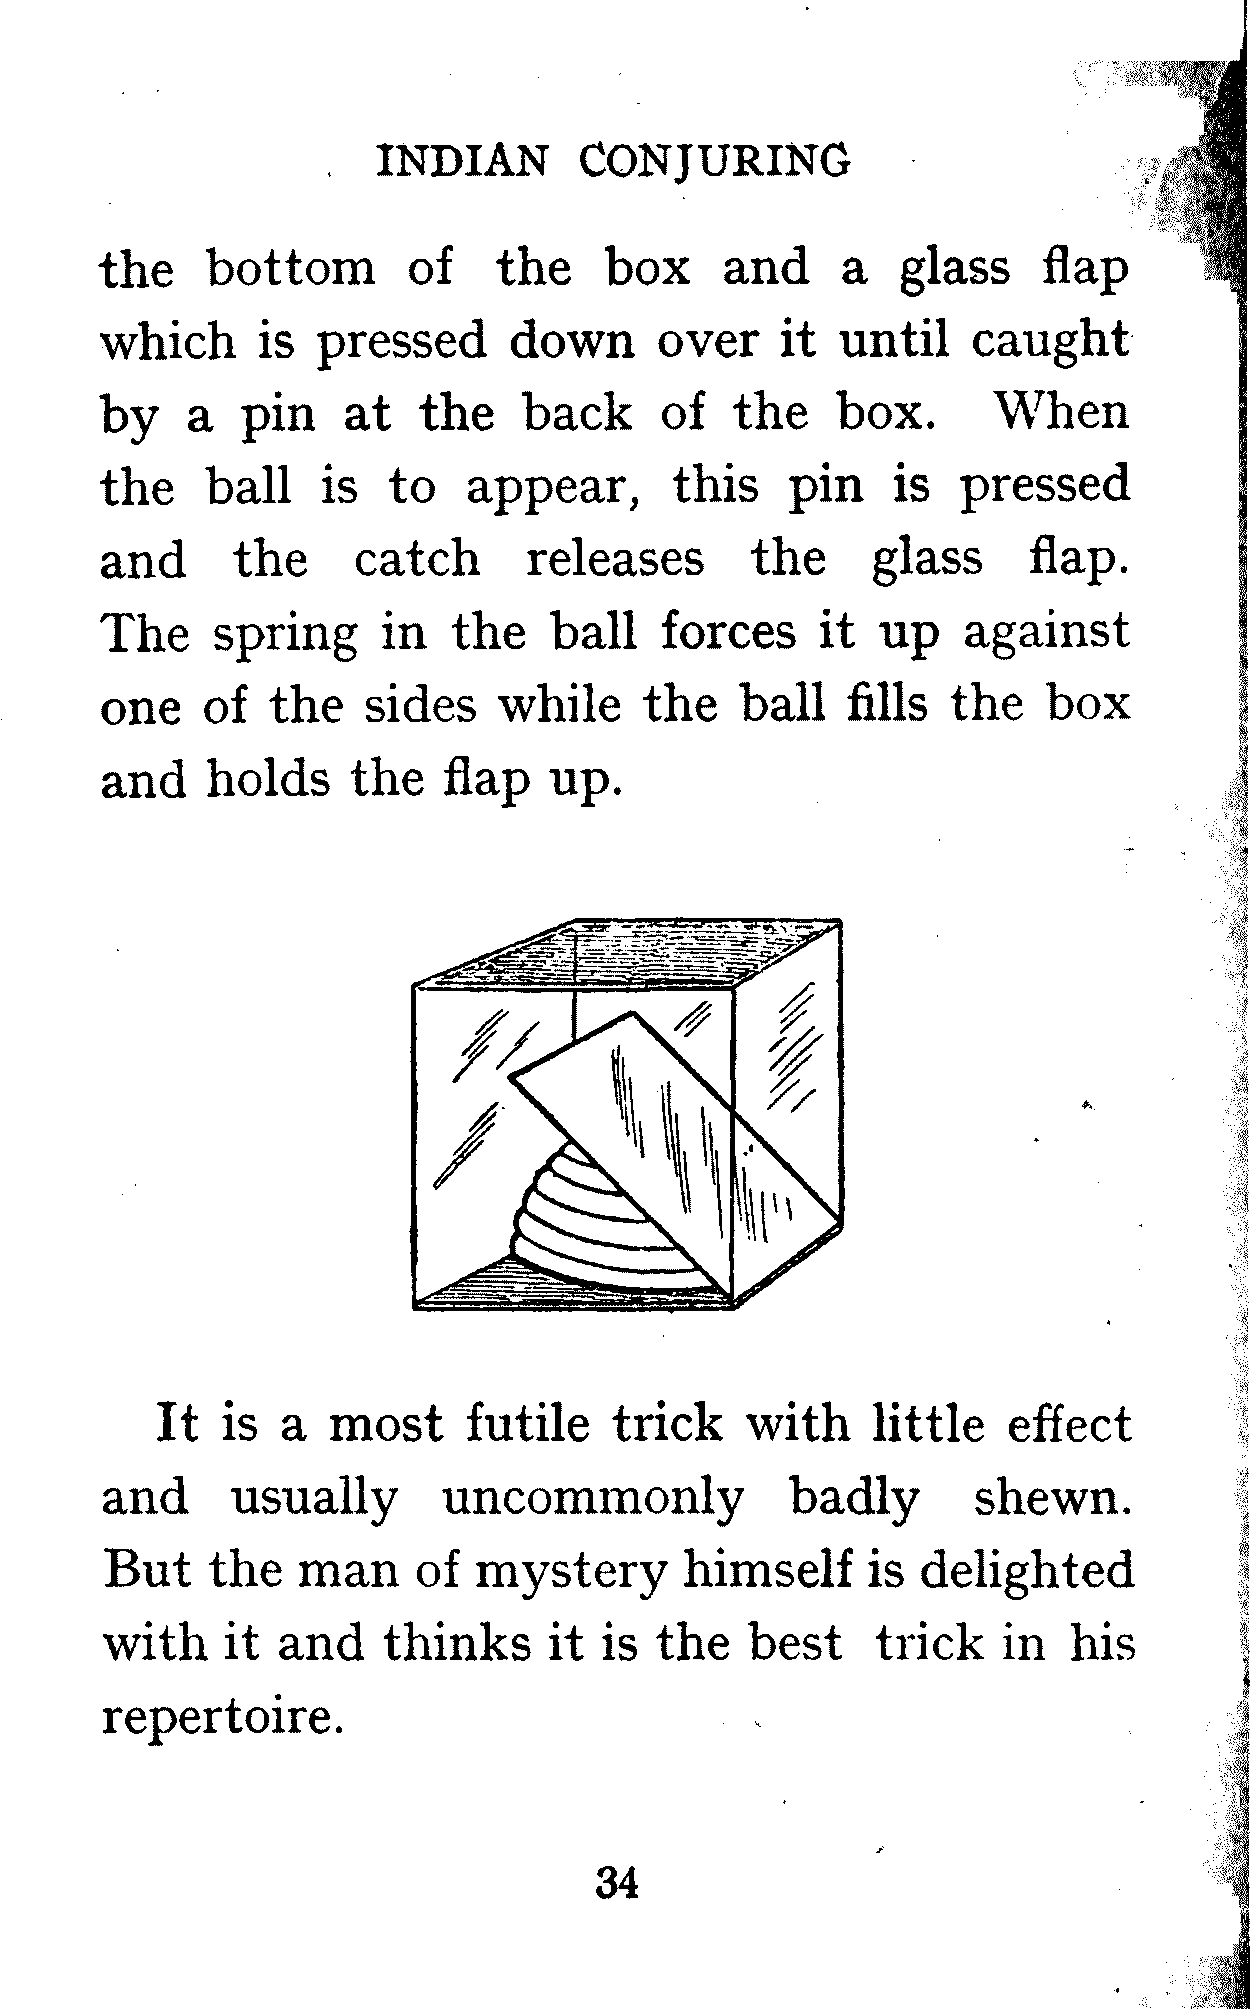 INDIAN CONJURING
the bottom of the box and a glass flap
which is pressed down over it until caught
by a pin at the back of the box. When
the ball is to appear, this pin is pressed
and the catch releases the glass flap.
The spring in the ball forces it up against
one of the sides while the ball fills the box
and holds the flap up.
It is a most futile trick with little effect
and usually uncommonly badly shewn.
But the man of mystery himself is delighted
with it and thinks it is the best trick in his
repertoire.
34